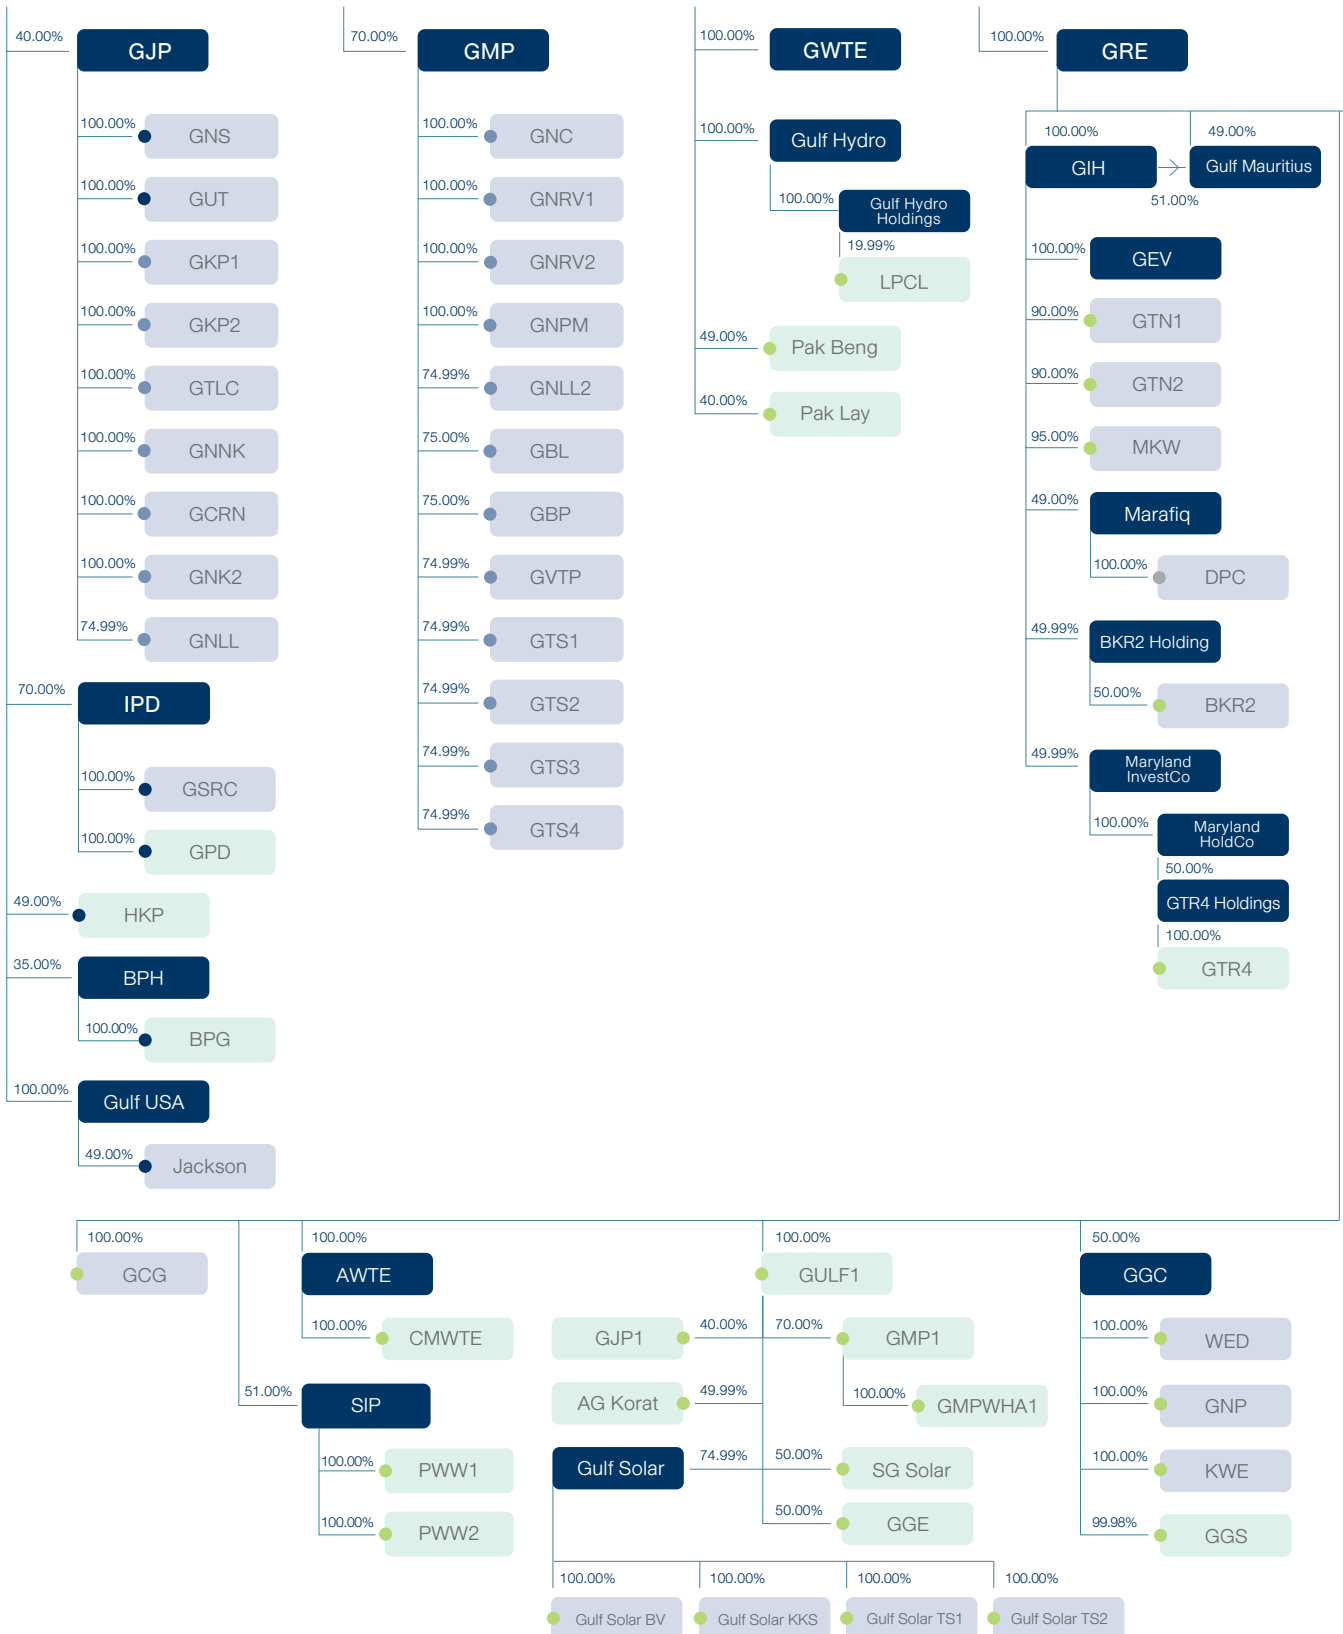 40.00%
GJP
100.00%
GNS
100.00%
GUT
100.00%
GKP1
100.00%
GKP2
100.00%
GTLC
100.00%
GNNK
100.00%
GCRN
100.00%
GNK2
74.99%
GNLL
70.00%
IPD
100.00%
GSRC
100.00%
GPD
49.00%
HKP
35.00%
BPH
100.00%
BPG
100.00%
Gulf USA
49.00%
Jackson
70.00%
GMP
100.00%
GNC
100.00%
GNRV1
100.00%
GNRV2
100.00%
GNPM
74.99%
GNLL2
75.00%
GBL
75.00%
GBP
74.99%
GVTP
74.99%
GTS1
74.99%
GTS2
74.99%
GTS3
74.99%
GTS4
100.00%
GWTE
100.00%
Gulf Hydro
100.00%
Gulf Hydro
Holdings
19.99%
LPCL
49.00%
Pak Beng
40.00%
Pak Lay
100.00%
GRE
100.00%
GIH
49.00%
Gulf Mauritius
51.00%
100.00%
GEV
90.00%
GTN1
90.00%
GTN2
95.00%
MKW
49.00%
Marafiq
100.00%
DPC
49.99%
BKR2 Holding
50.00%
BKR2
49.99%
Maryland
InvestCo
100.00%
Maryland
HoldCo
50.00%
GTR4 Holdings
100.00%
GTR4
100.00%
GCG
100.00%
AWTE
100.00%
CMWTE
51.00%
SIP
100.00%
PWW1
100.00%
PWW2
100.00%
GULF1
GJP1
40.00%
70.00%
GMP1
AG Korat
49.99%
100.00%
GMPWHA1
Gulf Solar
74.99%
50.00%
SG Solar
50.00%
GGE
100.00%
Gulf Solar BV
100.00%
Gulf Solar KKS
100.00%
Gulf Solar TS1
100.00%
Gulf Solar TS2
50.00%
GGC
100.00%
WED
100.00%
GNP
100.00%
KWE
99.98%
GGS